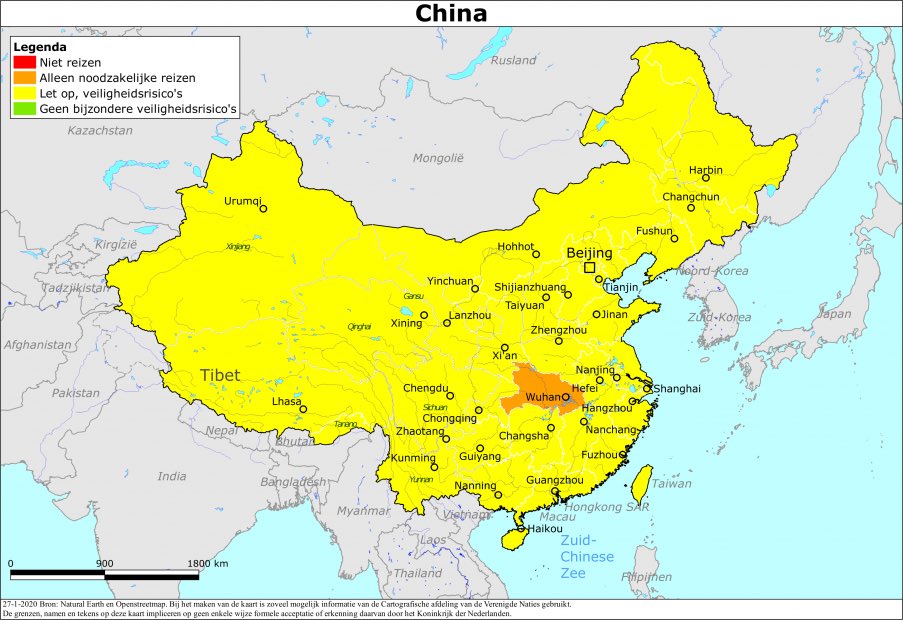 China
Legenda
Niet reizen
Alleen noodzakelijke reizen
Let op, veiligheidsrisico's
Geen bijzondere veiligheidsrisico's
Rusland
Kazachstan
Mongolië
Harbin
Changchun
Urumqi
Fushun
Kirgizië
Xinjiang
Hohhot
Beijing
Noord-Korea
Tadzjikistan
Yinchuan
Shijianzhuang
Tianjin
Gansu
Taiyuan
Xining
Lanzhou
Jinan
Zuid-Korea
Japan
Qinghai
Zhengzhou
Afghanistan
Xi'an
Tibet
Nanjing
Pakistan
Chengdu
Hefei
Shanghai
Wuhan
Lhasa
Sichuan
Hangzhou
Chongqing
Nepal
Tanang
Zhaotang
Changsha
Nanchang
Bhutan
Kunming
Guiyang
Fuzhou
India
Bangladesh
Yunnan
Nanning
Guangzhou
Taiwan
Myanmar
Vietnam
Hongkong SAR
Macau
Haikou
Laos
Zuid-
Chinese
Zee
0 900 1800 km
Thailand
Filipijnen
27-1-2020 Bron: Natural Earth en Openstreetmap. Bij het maken van de kaart is zoveel mogelijk informatie van de Cartografische afdeling van de Verenigde Naties gebruikt.
De grenzen, namen en tekens op deze kaart impliceren op geen enkele wijze formele acceptatie of erkenning daarvan door het Koninkrijk der Nederlanden.